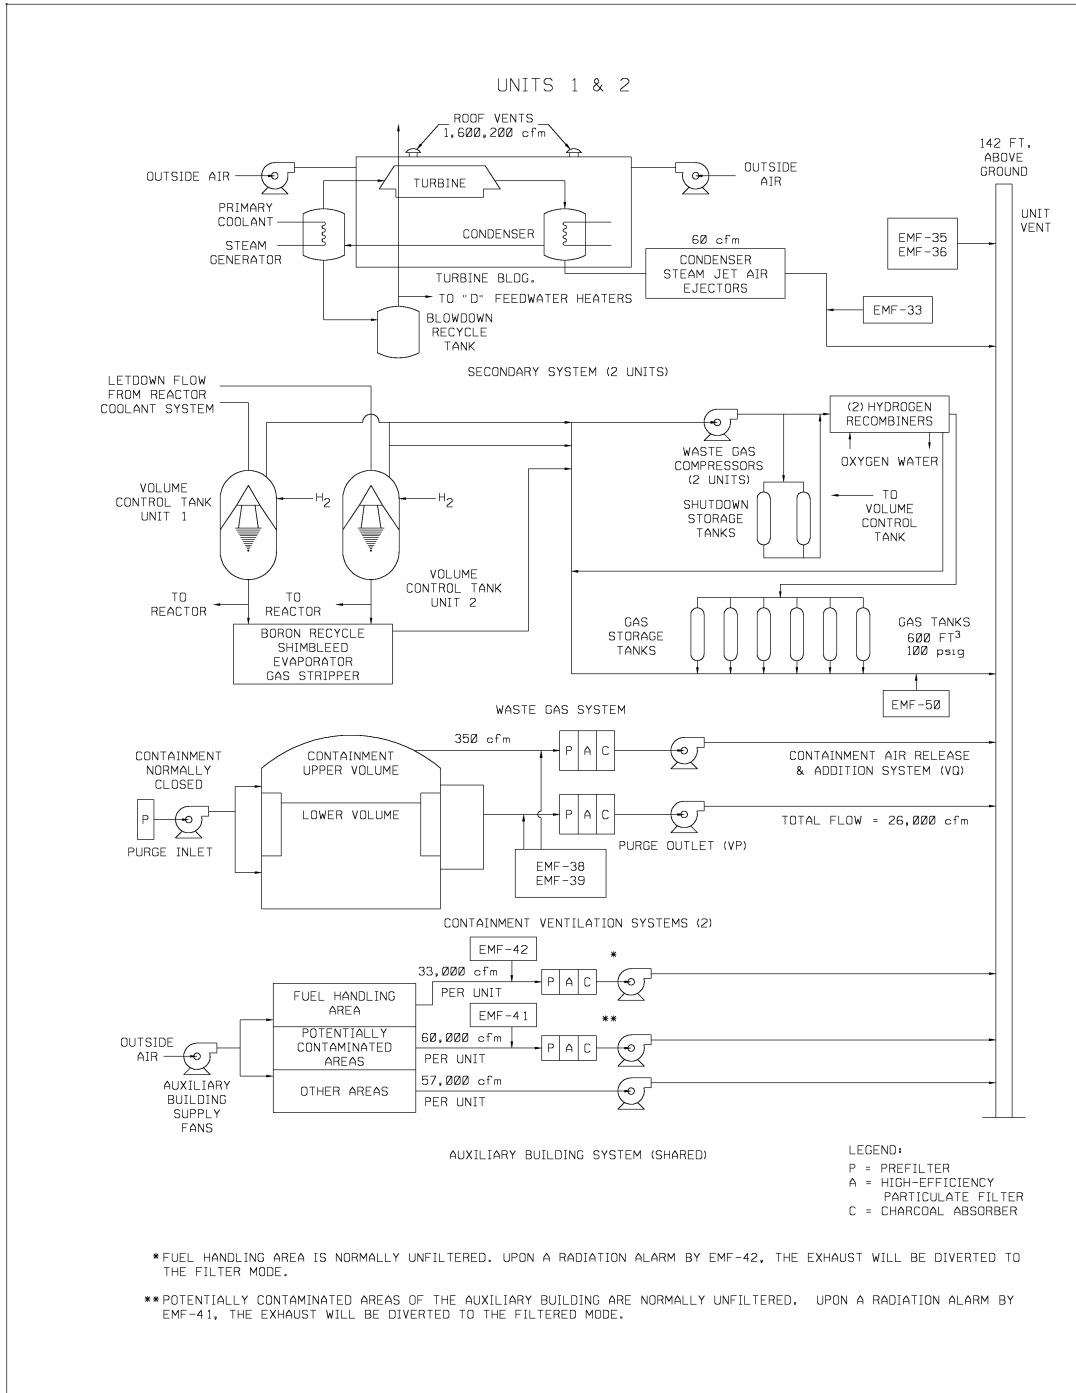 UNITS 1 & 2
ROOF VENTS
1,600,200 cfm
142 FT.
ABOVE
GROUND
OUTSIDE AIR
TURBINE
OUTSIDE
AIR
PRIMARY
COOLANT
STEAM
GENERATOR
CONDENSER
UNIT
VENT
60 cfm
CONDENSER
STEAM JET AIR
EJECTORS
EMF-35
EMF-36
TURBINE BLDG.
TO "D" FEEDWATER HEATERS
EMF-33
BLOWDOWN
RECYCLE
TANK
SECONDARY SYSTEM (2 UNITS)
LETDOWN FLOW
FROM REACTOR
COOLANT SYSTEM
(2) HYDROGEN
RECOMBINERS
WASTE GAS
COMPRESSORS
(2 UNITS)
OXYGEN WATER
VOLUME
CONTROL TANK
UNIT 1
H2
H2
SHUTDOWN
STORAGE
TANKS
TO
VOLUME
CONTROL
TANK
VOLUME
CONTROL TANK
UNIT 2
TO
REACTOR
TO
REACTOR
BORON RECYCLE
SHIMBLEED
EVAPORATOR
GAS STRIPPER
GAS
STORAGE
TANKS
GAS TANKS
600 FT3
100 psig
EMF-50
WASTE GAS SYSTEM
CONTAINMENT
NORMALLY
CLOSED
CONTAINMENT
UPPER VOLUME
350 cfm
P A C
CONTAINMENT AIR RELEASE
& ADDITION SYSTEM (VQ)
P
LOWER VOLUME
P A C
TOTAL FLOW = 26,000 cfm
PURGE INLET
PURGE OUTLET (VP)
EMF-38
EMF-39
CONTAINMENT VENTILATION SYSTEMS (2)
EMF-42
*
33,000 cfm
PER UNIT
P A C
FUEL HANDLING
AREA
EMF-41
**
POTENTIALLY
CONTAMINATED
AREAS
60,000 cfm
PER UNIT
P A C
OUTSIDE
AIR
OTHER AREAS
57,000 cfm
PER UNIT
AUXILIARY
BUILDING
SUPPLY
FANS
AUXILIARY BUILDING SYSTEM (SHARED)
LEGEND:
P = PREFILTER
A = HIGH-EFFICIENCY
PARTICULATE FILTER
C = CHARCOAL ABSORBER
* FUEL HANDLING AREA IS NORMALLY UNFILTERED. UPON A RADIATION ALARM BY EMF-42, THE EXHAUST WILL BE DIVERTED TO
THE FILTER MODE.
** POTENTIALLY CONTAMINATED AREAS OF THE AUXILIARY BUILDING ARE NORMALLY UNFILTERED. UPON A RADIATION ALARM BY
EMF-41, THE EXHAUST WILL BE DIVERTED TO THE FILTERED MODE.